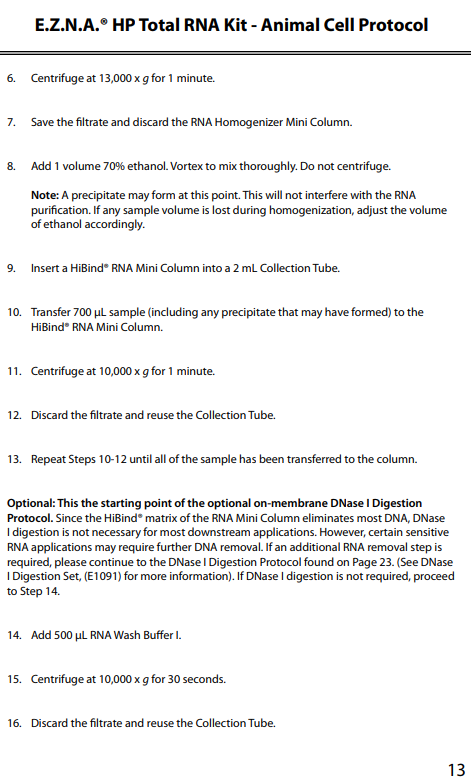 E.Z.N.A.® HP Total RNA Kit - Animal Cell Protocol
6. Centrifuge at 13,000 x g for 1 minute.
7. Save the filtrate and discard the RNA Homogenizer Mini Column.
8. Add 1 volume 70% ethanol. Vortex to mix thoroughly. Do not centrifuge.
Note: A precipitate may form at this point. This will not interfere with the RNA
purification. If any sample volume is lost during homogenization, adjust the volume
of ethanol accordingly.
9. Insert a HiBind® RNA Mini Column into a 2 mL Collection Tube.
10. Transfer 700 µL sample (including any precipitate that may have formed) to the
HiBind® RNA Mini Column.
11. Centrifuge at 10,000 x g for 1 minute.
12. Discard the filtrate and reuse the Collection Tube.
13. Repeat Steps 10-12 until all of the sample has been transferred to the column.
Optional: This the starting point of the optional on-membrane DNase I Digestion
Protocol. Since the HiBind® matrix of the RNA Mini Column eliminates most DNA, DNase
I digestion is not necessary for most downstream applications. However, certain sensitive
RNA applications may require further DNA removal. If an additional RNA removal step is
required, please continue to the DNase I Digestion Protocol found on Page 23. (See DNase
I Digestion Set, (E1091) for more information). If DNase I digestion is not required, proceed
to Step 14.
14. Add 500 µL RNA Wash Buffer I.
15. Centrifuge at 10,000 x g for 30 seconds.
16. Discard the filtrate and reuse the Collection Tube.
13